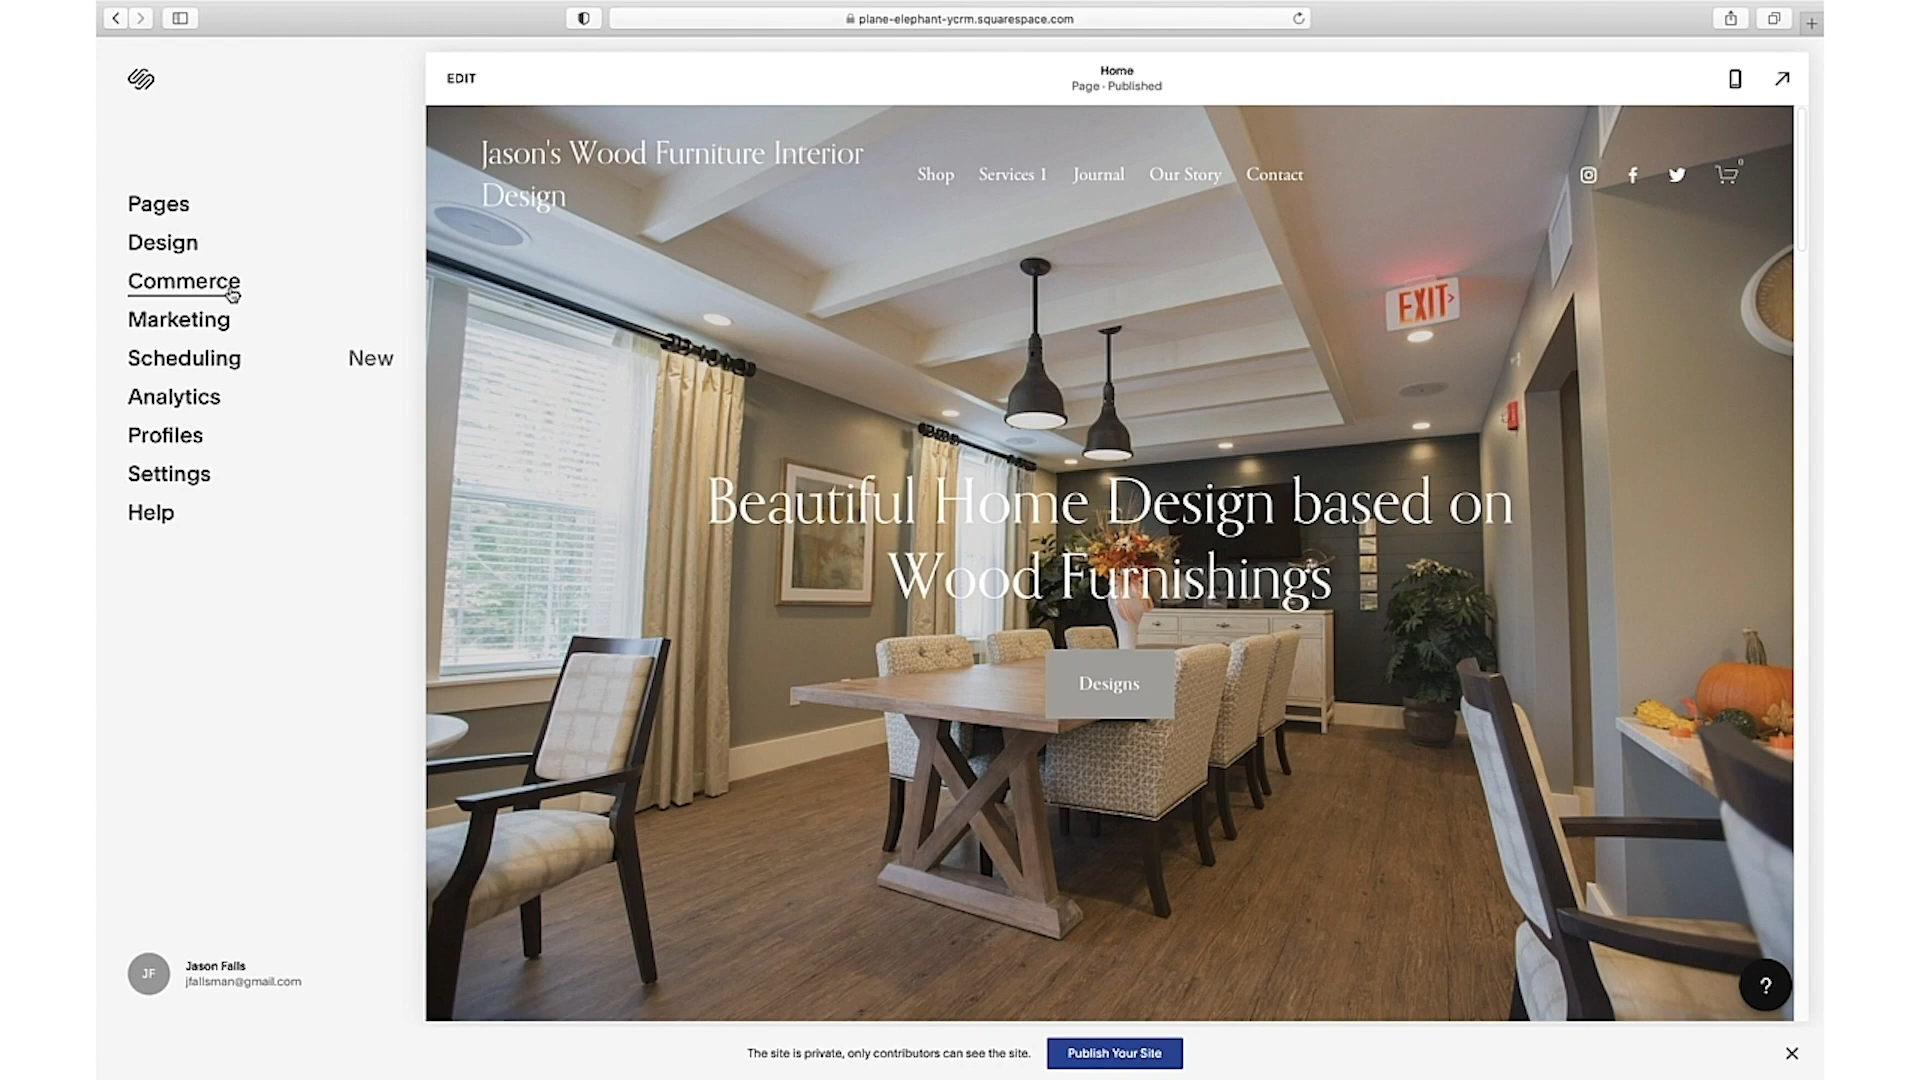 plane-elephant-ycrm.squarespace.com
EDIT
Home
Page · Published
Pages
Design
Commerce
Marketing
Scheduling New
Analytics
Profiles
Settings
Help
JF
Jason Falls
jfallsman@gmail.com
Jason's Wood Furniture Interior
Design
Shop Services 1 Journal Our Story Contact
0
EXIT
Beautiful Home Design based on
Wood Furnishings
Designs
?
The site is private, only contributors can see the site.
Publish Your Site